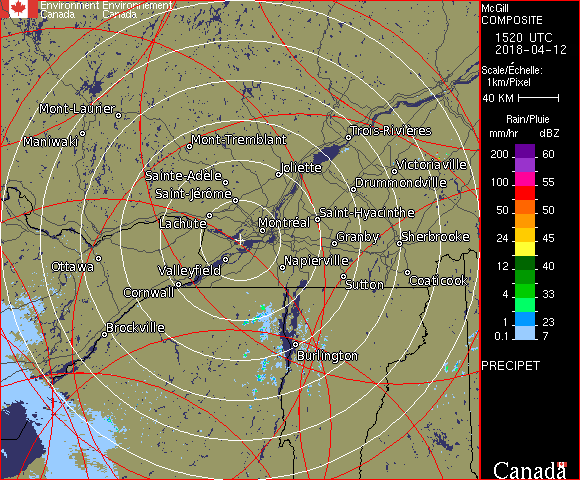 Environment Environnement
Canada Canada
McGill
COMPOSITE
1520 UTC
2018-04-12
Scale/Échelle:
1km/Pixel
40 KM
Rain/Pluie
mm/hr dBZ
200 60
100 55
50 50
24 45
12 40
4 33
1 23
0.1 7
PRECIPET
Canada
Mont-Laurier
Maniwaki
Mont-Tremblant
Trois-Rivières
Joliette
Victoriaville
Sainte-Adèle
Drummondville
Saint-Jérôme
Saint-Hyacinthe
Lachute
Montréal
Granby
Sherbrooke
Ottawa
Valleyfield
Napierville
Cornwall
Sutton
Coaticook
Brockville
Burlington